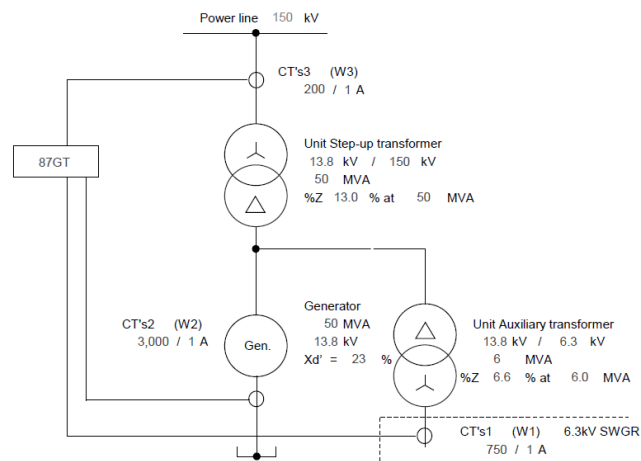 Power line 150 kV
CT's3 (W3)
200 / 1 A
87GT
Unit Step-up transformer
13.8 kV / 150 kV
50 MVA
%Z 13.0 % at 50 MVA
CT's2 (W2)
3,000 / 1 A
Gen.
Generator
50 MVA
13.8 kV
Xd' = 23 %
Unit Auxiliary transformer
13.8 kV / 6.3 kV
6 MVA
%Z 6.6 % at 6.0 MVA
CT's1 (W1) 6.3kV SWGR
750 / 1 A